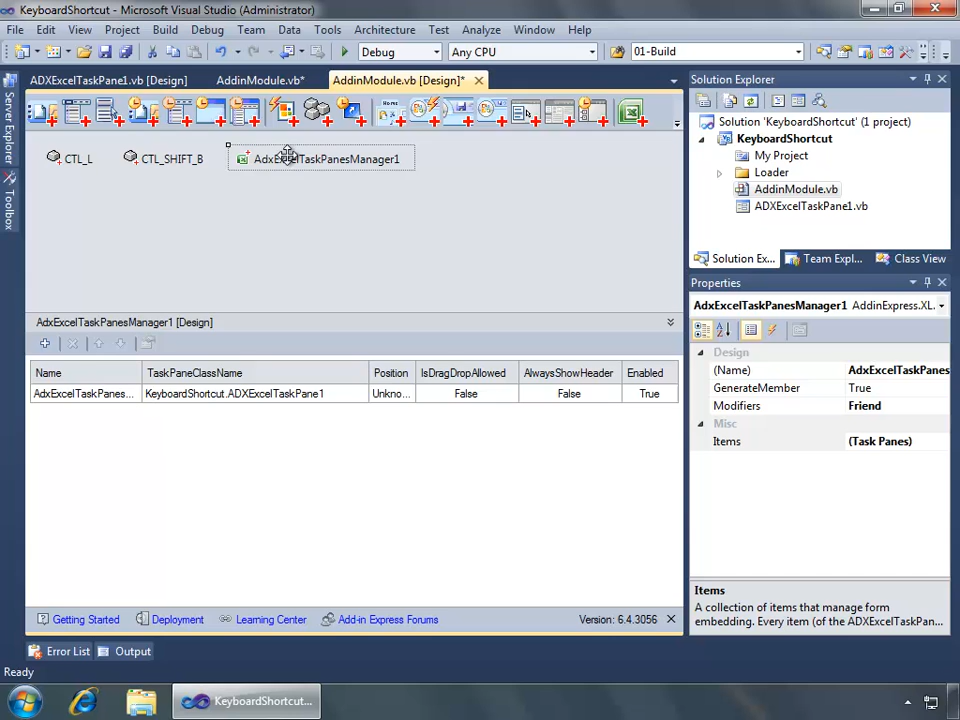 KeyboardShortcut - Microsoft Visual Studio (Administrator)
File Edit View Project Build Debug Team Data Tools Architecture Test Analyze Window Help
Debug Any CPU 01-Build
Server Explorer
Toolbox
ADXExcelTaskPane1.vb [Design] AddinModule.vb* AddinModule.vb [Design]*
Home
CTL_L CTL_SHIFT_B AdxExcelTaskPanesManager1
AdxExcelTaskPanesManager1 [Design]
Name TaskPaneClassName Position IsDragDropAllowed AlwaysShowHeader Enabled
AdxExcelTaskPanes... KeyboardShortcut.ADXExcelTaskPane1 Unkno... False False True
Getting Started Deployment Learning Center Add-in Express Forums Version: 6.4.3056
Error List Output
Ready
Solution Explorer
Solution 'KeyboardShortcut' (1 project)
KeyboardShortcut
My Project
Loader
AddinModule.vb
ADXExcelTaskPane1.vb
Solution Ex... Team Expl... Class View
Properties
AdxExcelTaskPanesManager1 AddinExpress.XL.
Design
(Name) AdxExcelTaskPanes
GenerateMember True
Modifiers Friend
Misc
Items (Task Panes)
Items
A collection of items that manage form
embedding. Every item (of the ADXExcelTaskPan...
KeyboardShortcut...